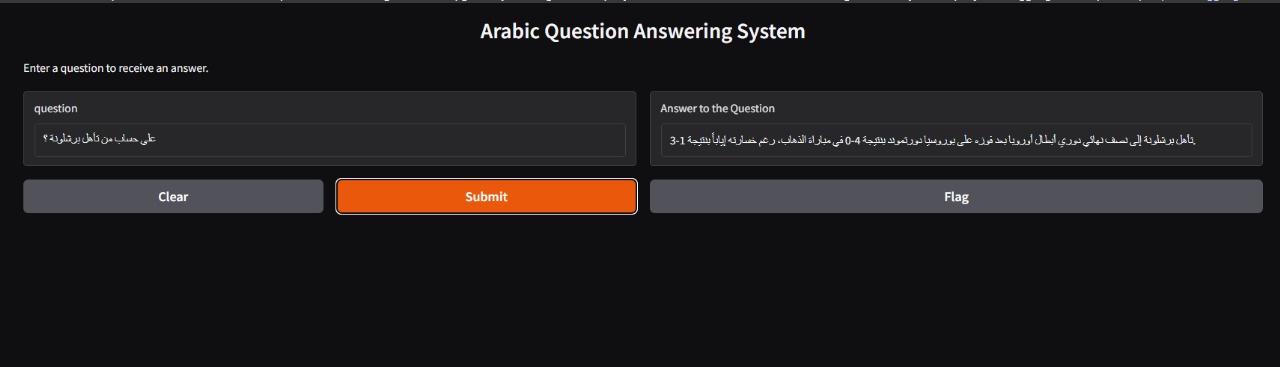 Arabic Question Answering System
Enter a question to receive an answer.
question
على حساب من تأهل برشلونة ؟
Answer to the Question
تأهل برشلونة إلى نصف نهائي دوري أبطال أوروبا بعد فوزه على بوروسيا دورتموند بنتيجة 4-0 في مباراة الذهاب، رغم خسارته إياباً بنتيجة 1-3.
Clear
Submit
Flag